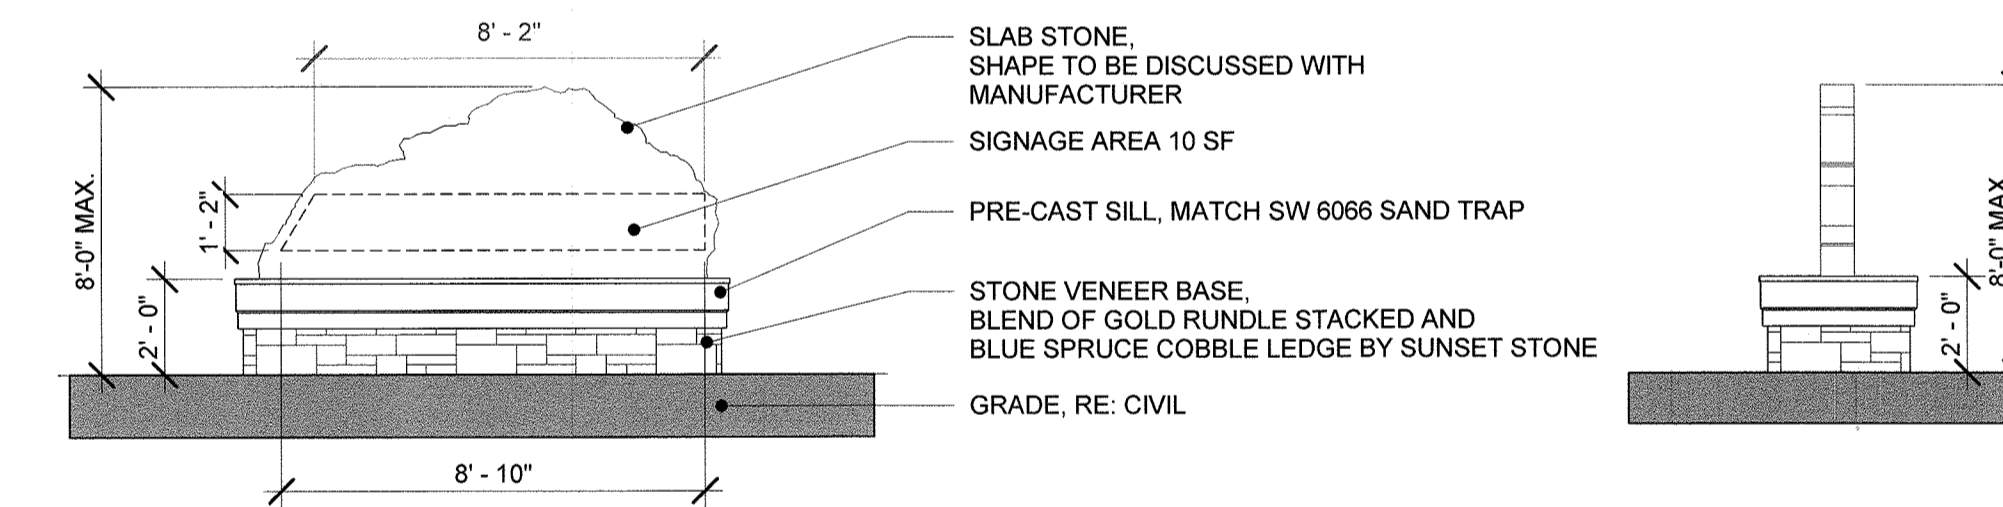 8' - 2"
SLAB STONE,
SHAPE TO BE DISCUSSED WITH
MANUFACTURER
SIGNAGE AREA 10 SF
8'-0" MAX.
1' - 2"
PRE-CAST SILL, MATCH SW 6066 SAND TRAP
2' - 0"
STONE VENEER BASE,
BLEND OF GOLD RUNDLE STACKED AND
BLUE SPRUCE COBBLE LEDGE BY SUNSET STONE
GRADE, RE: CIVIL
8' - 10"
8'-0" MAX
2' - 0"